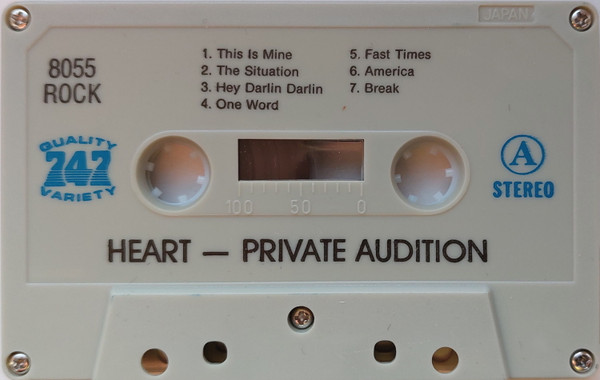 JAPAN
8055
ROCK
1. This Is Mine
2. The Situation
3. Hey Darlin Darlin
4. One Word
5. Fast Times
6. America
7. Break
QUALITY
747
VARIETY
A
STEREO
100 50 0
HEART — PRIVATE AUDITION